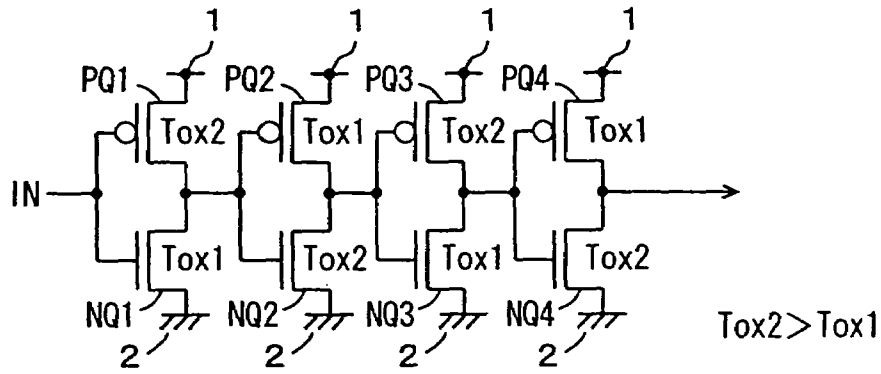 1 1 1 1
PQ1 PQ2 PQ3 PQ4
Tox2 Tox1 Tox2 Tox1
IN
Tox1 Tox2 Tox1 Tox2
NQ1 NQ2 NQ3 NQ4
Tox2>Tox1
2 2 2 2